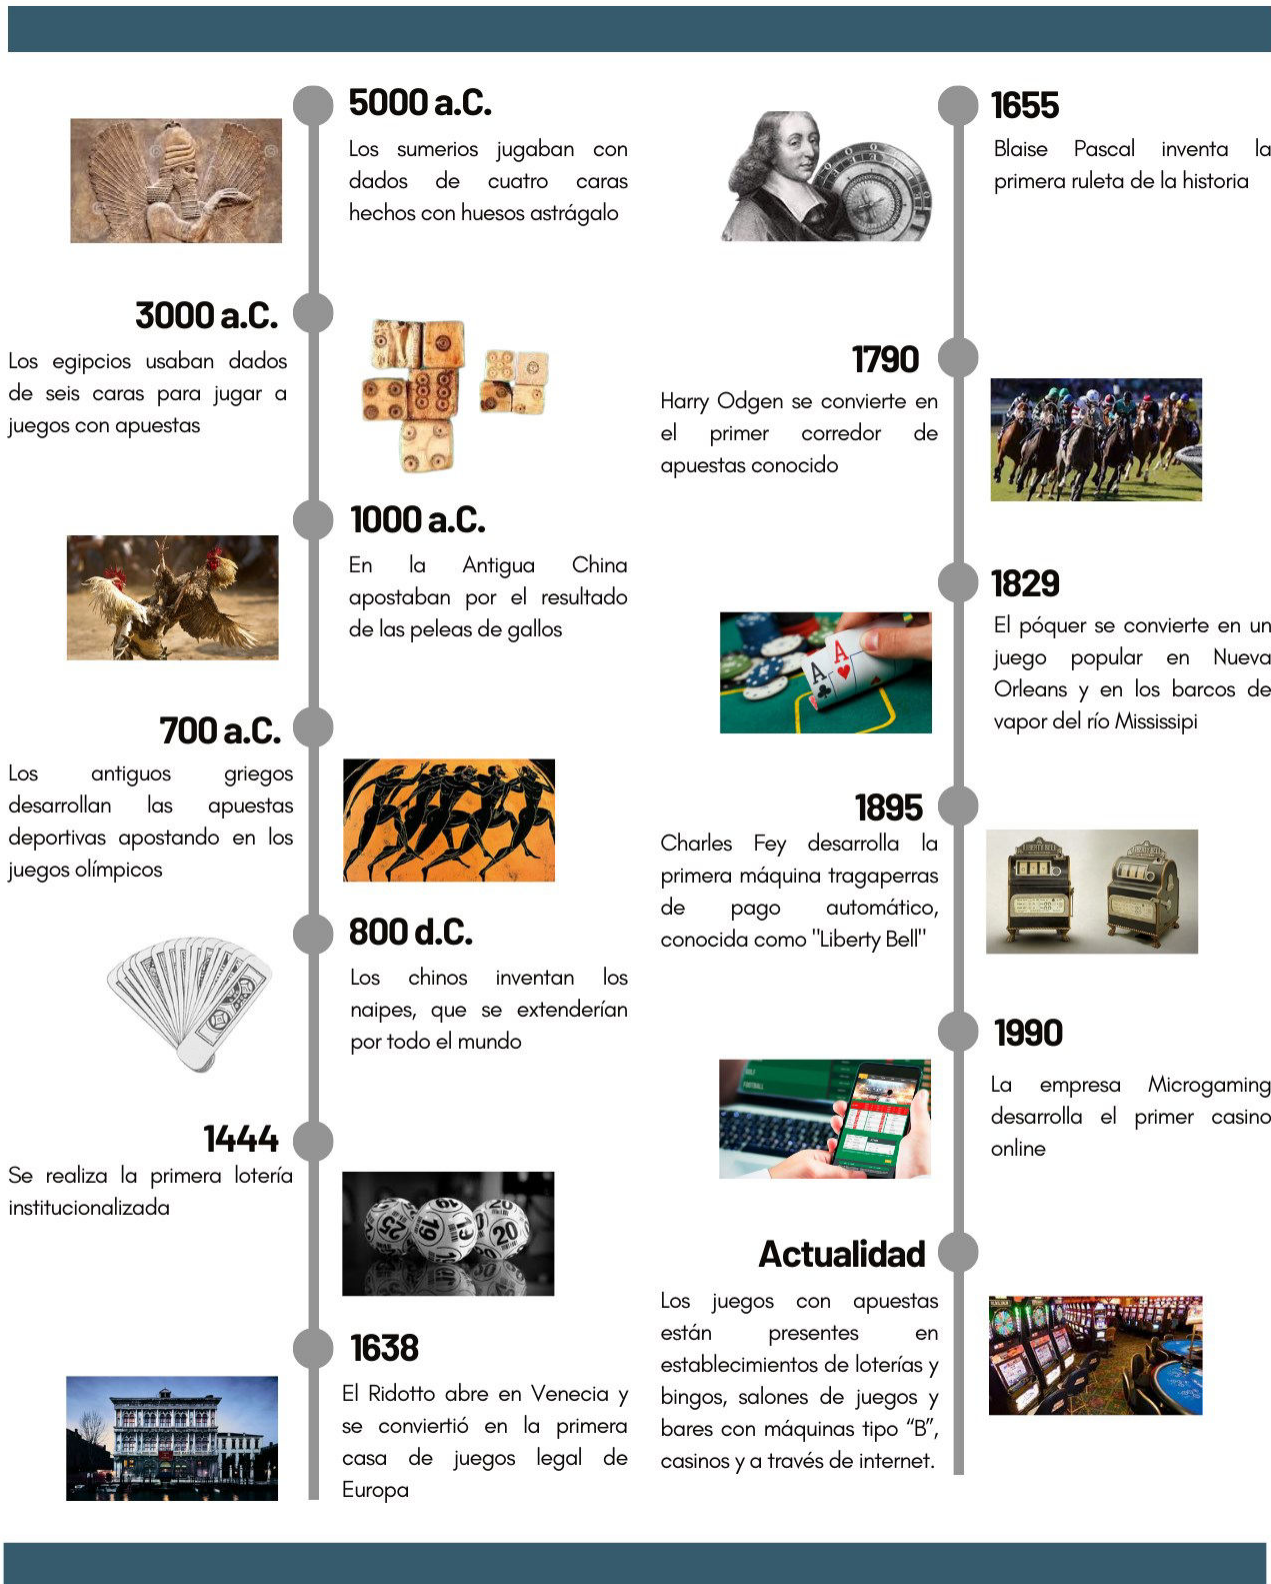 5000 a.C.
Los sumerios jugaban con
dados de cuatro caras
hechos con huesos astrágalo
3000 a.C.
Los egipcios usaban dados
de seis caras para jugar a
juegos con apuestas
1000 a.C.
En la Antigua China
apostaban por el resultado
de las peleas de gallos
700 a.C.
Los antiguos griegos
desarrollan las apuestas
deportivas apostando en los
juegos olímpicos
800 d.C.
Los chinos inventan los
naipes, que se extenderían
por todo el mundo
1444
Se realiza la primera lotería
institucionalizada
25 19 13 20
1638
El Ridotto abre en Venecia y
se convirtió en la primera
casa de juegos legal de
Europa
1655
Blaise Pascal inventa la
primera ruleta de la historia
1790
Harry Odgen se convierte en
el primer corredor de
apuestas conocido
1829
El póquer se convierte en un
juego popular en Nueva
Orleans y en los barcos de
vapor del río Mississipi
A A
1895
Charles Fey desarrolla la
primera máquina tragaperras
de pago automático,
conocida como "Liberty Bell"
LIBERTY BELL
1990
La empresa Microgaming
desarrolla el primer casino
online
GOLF
FOOTBALL
Actualidad
Los juegos con apuestas
están presentes en
establecimientos de loterías y
bingos, salones de juegos y
bares con máquinas tipo “B”,
casinos y a través de internet.